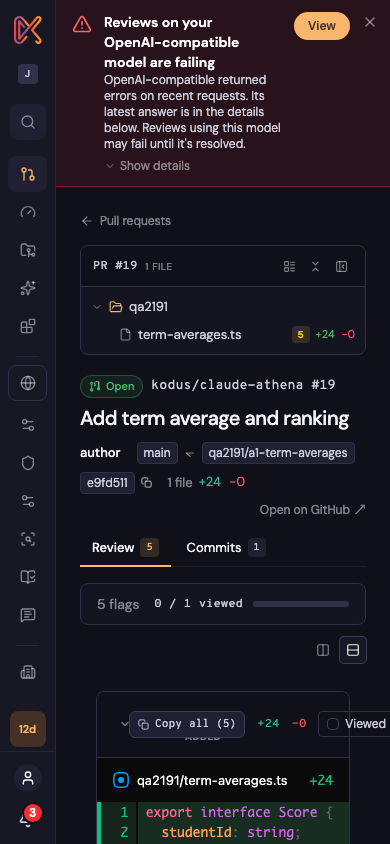 Reviews on your
OpenAI-compatible
model are failing
View
OpenAI-compatible returned
errors on recent requests. Its
latest answer is in the details
below. Reviews using this model
may fail until it's resolved.
Show details
J
Pull requests
PR #19 1 FILE
qa2191
term-averages.ts 5 +24 −0
Open kodus/claude-athena #19
Add term average and ranking
author main ← qa2191/a1-term-averages
e9fd511 1 file +24 −0
Open on GitHub ↗
Review 5 Commits 1
5 flags 0 / 1 viewed
Copy all (5) +24 −0 Viewed
qa2191/term-averages.ts +24
1 export interface Score {
2 studentId: string;
12d
3